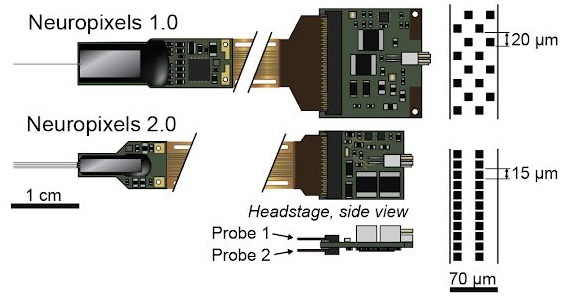 Neuropixels 1.0
20 µm
Neuropixels 2.0
15 µm
1 cm
Headstage, side view
Probe 1
Probe 2
70 µm